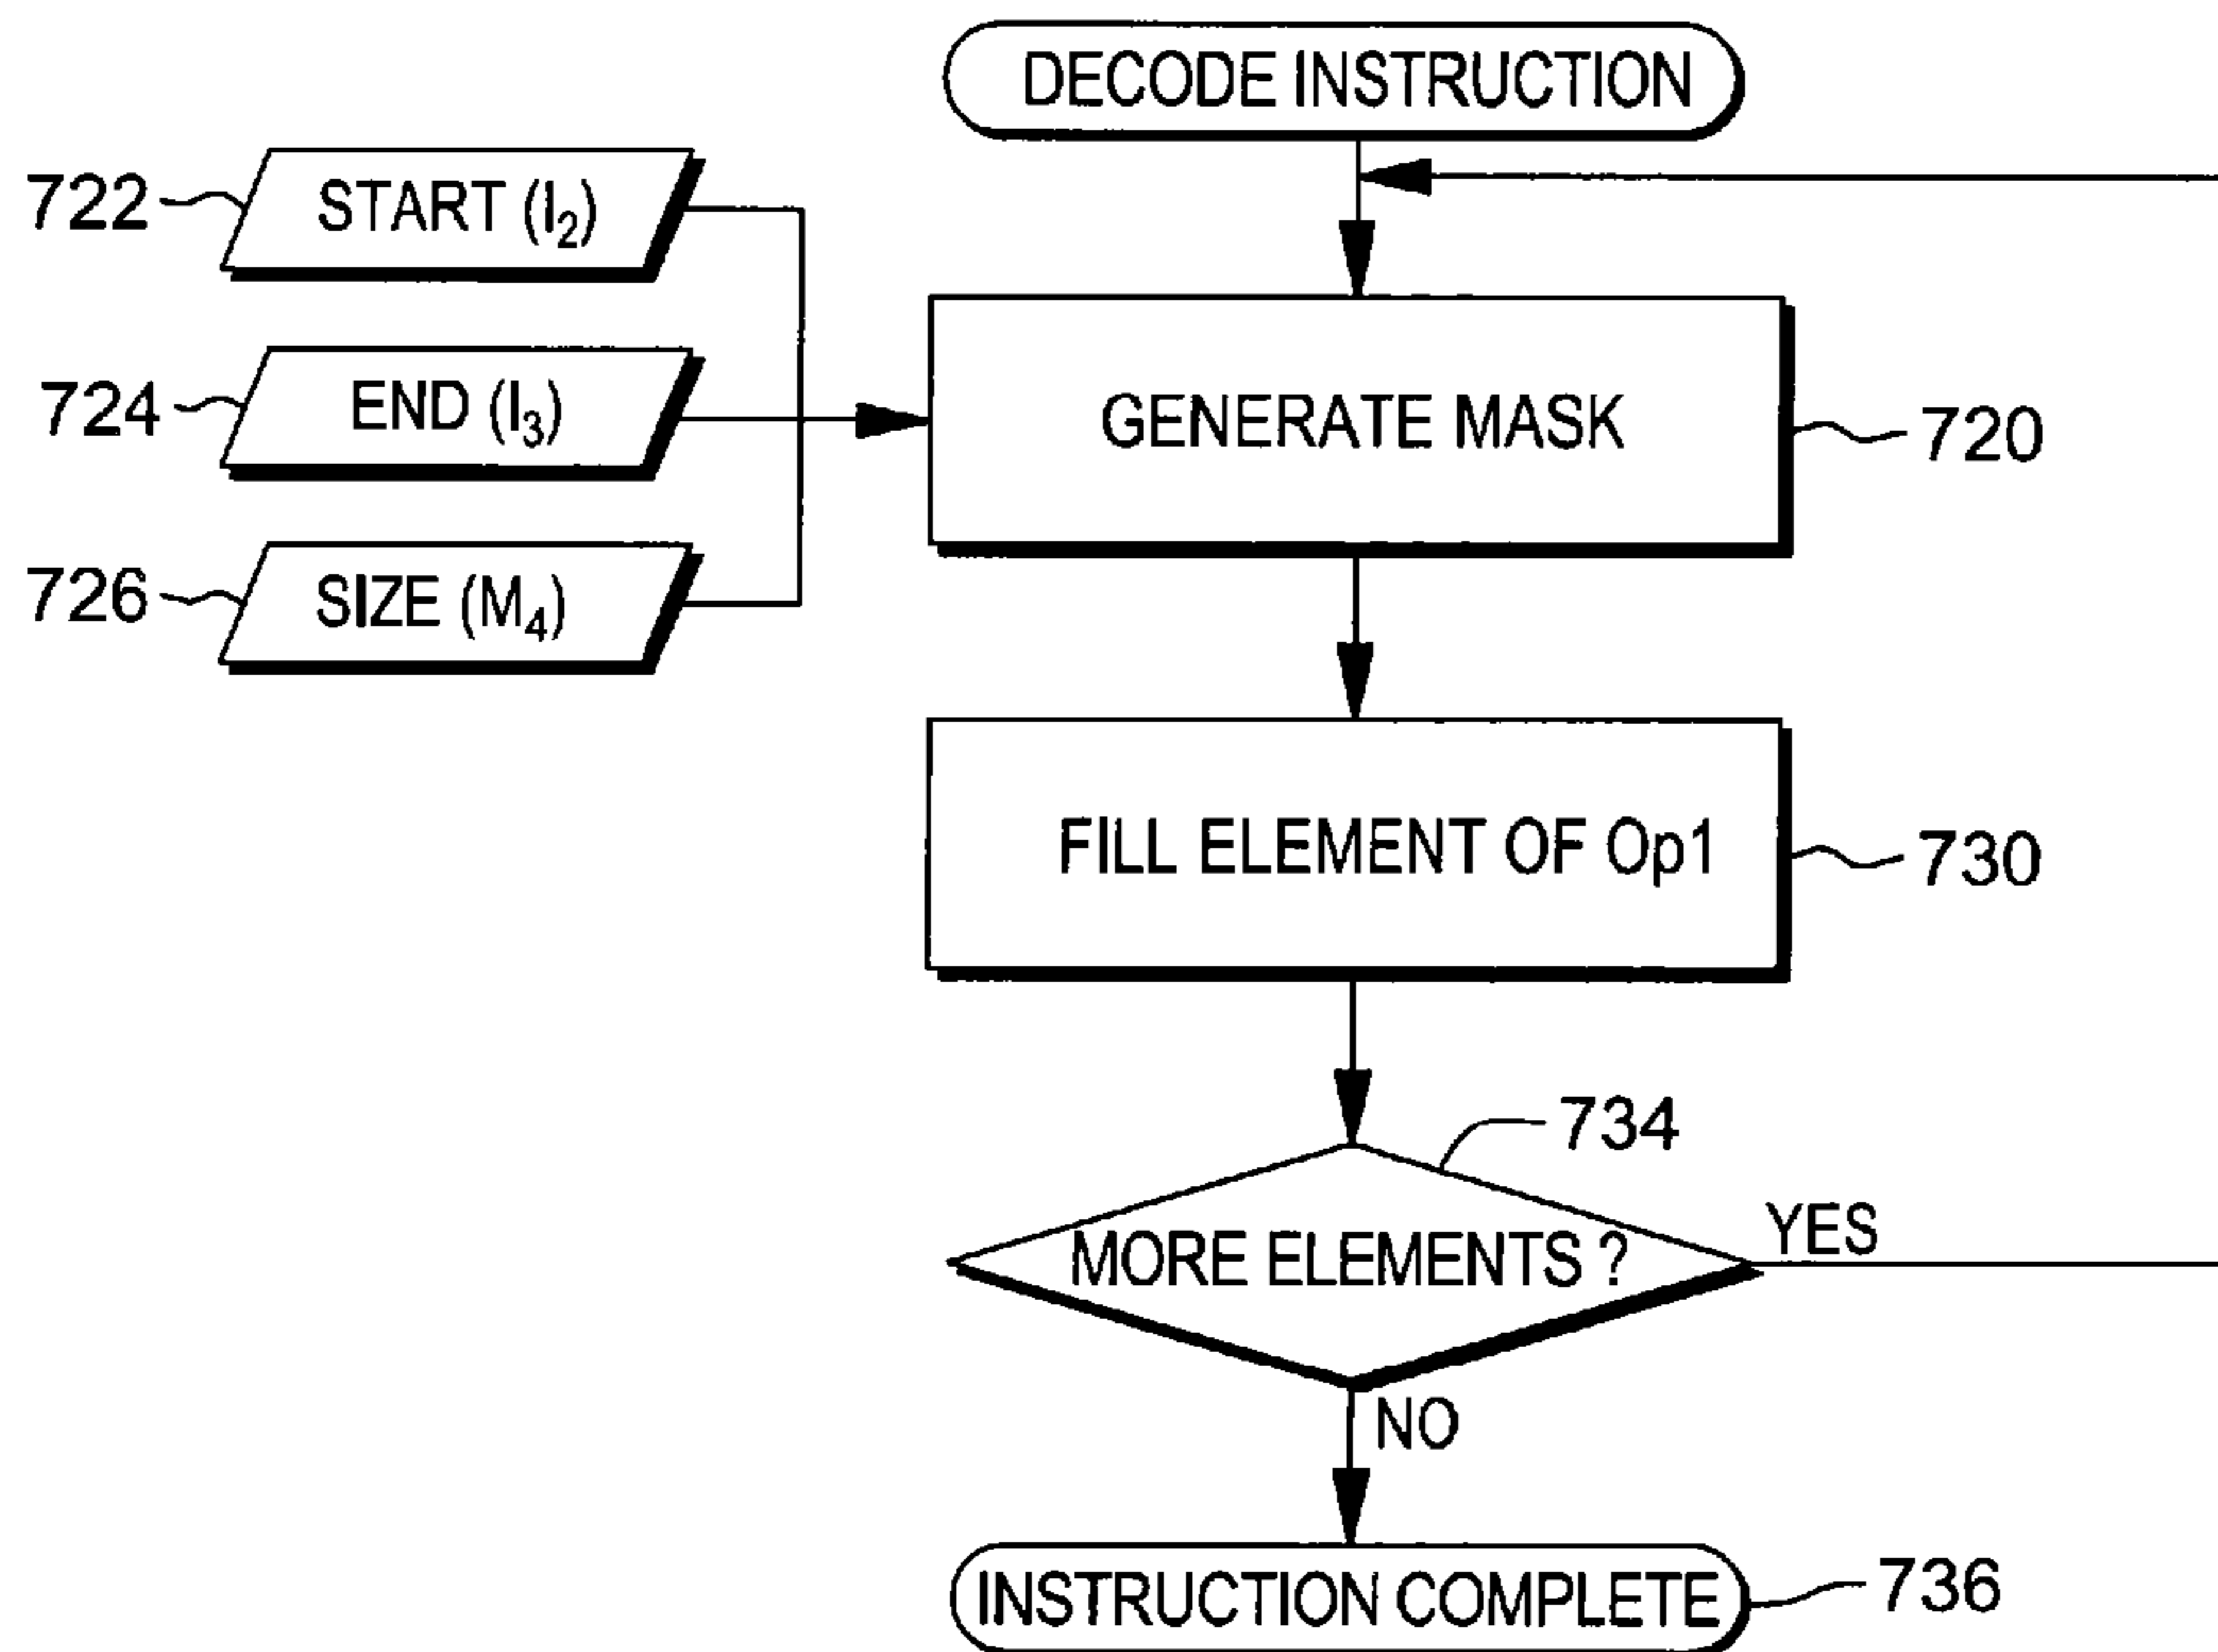 DECODE INSTRUCTION
722
START (I₂)
724
END (I₃)
GENERATE MASK
720
726
SIZE (M₄)
FILL ELEMENT OF Op1
730
734
MORE ELEMENTS ?
YES
NO
INSTRUCTION COMPLETE
736